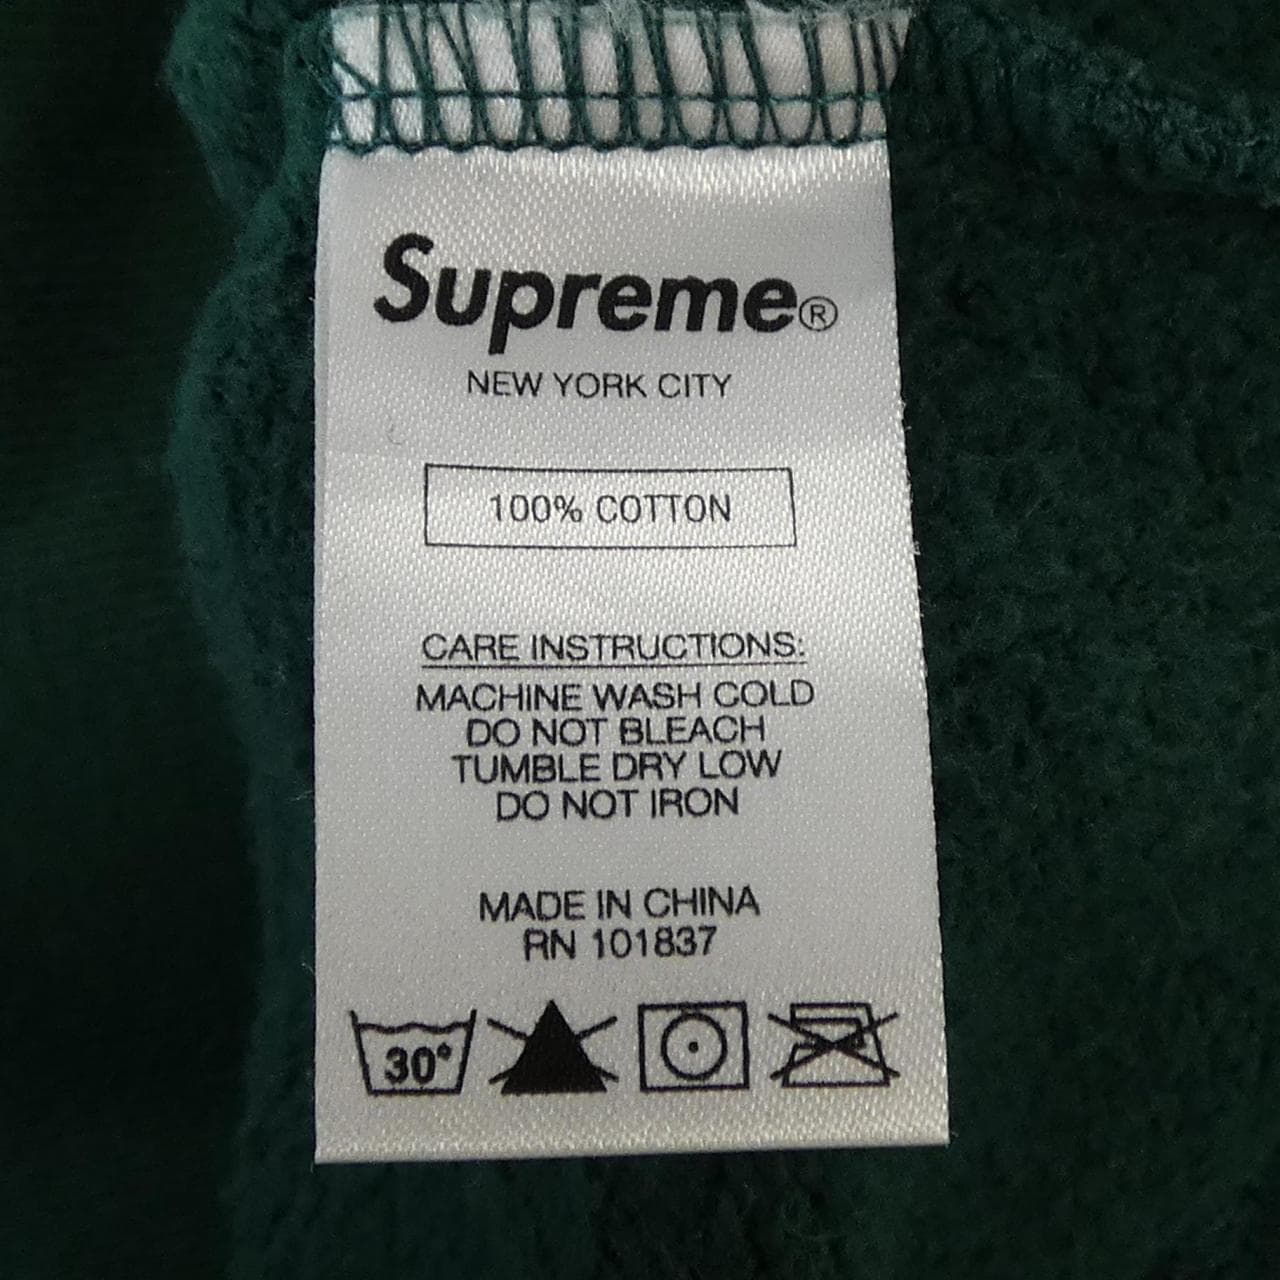 Supreme®
NEW YORK CITY
100% COTTON
CARE INSTRUCTIONS:
MACHINE WASH COLD
DO NOT BLEACH
TUMBLE DRY LOW
DO NOT IRON
MADE IN CHINA
RN 101837
30°